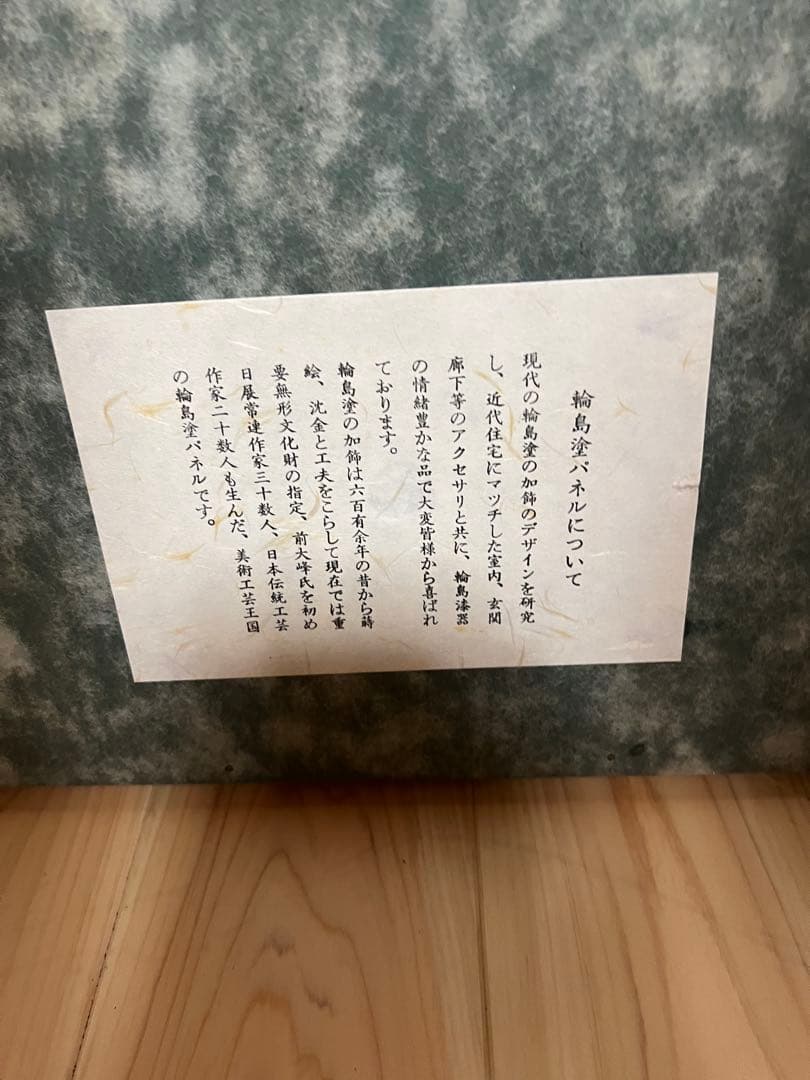 輪島塗パネルについて
現代の輪島塗の加飾のデザインを研究
し、近代住宅にマッチした室内、玄関
廊下等のアクセサリと共に、輪島漆器
の情緒豊かな品で大変皆様から喜ばれ
ております。
輪島塗の加飾は六百有余年の昔から蒔
絵、沈金と工夫をこらして現在では重
要無形文化財の指定、前大峰氏を初め
日展常連作家三十数人、日本伝統工芸
作家二十数人も生んだ、美術工芸王国
の輪島塗パネルです。